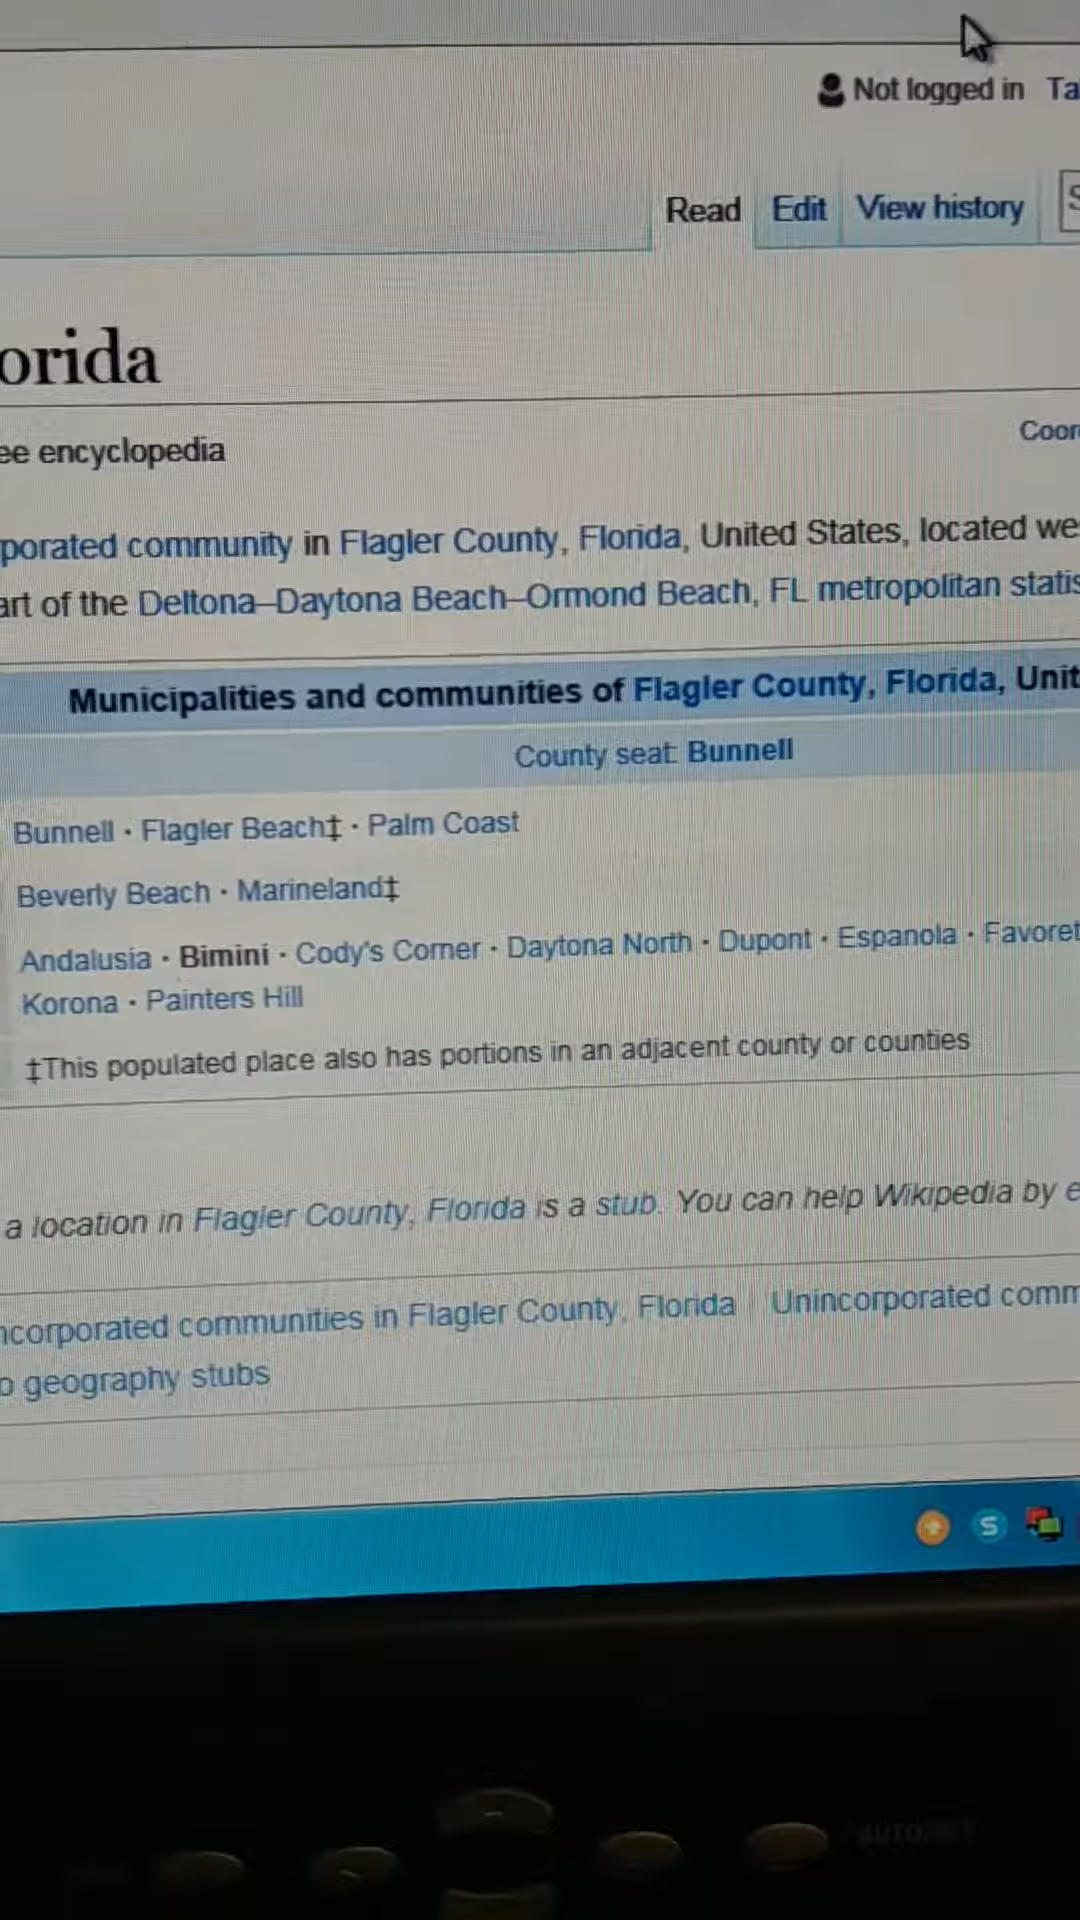 Not logged in Ta
Read Edit View history S
orida
ee encyclopedia
Coor
porated community in Flagler County, Florida, United States, located we
art of the Deltona–Daytona Beach–Ormond Beach, FL metropolitan statis
Municipalities and communities of Flagler County, Florida, Unit
County seat: Bunnell
Bunnell · Flagler Beach‡ · Palm Coast
Beverly Beach · Marineland‡
Andalusia · Bimini · Cody's Corner · Daytona North · Dupont · Espanola · Favoret
Korona · Painters Hill
‡This populated place also has portions in an adjacent county or counties
a location in Flagler County, Florida is a stub. You can help Wikipedia by e
ncorporated communities in Flagler County, Florida Unincorporated comm
o geography stubs
S